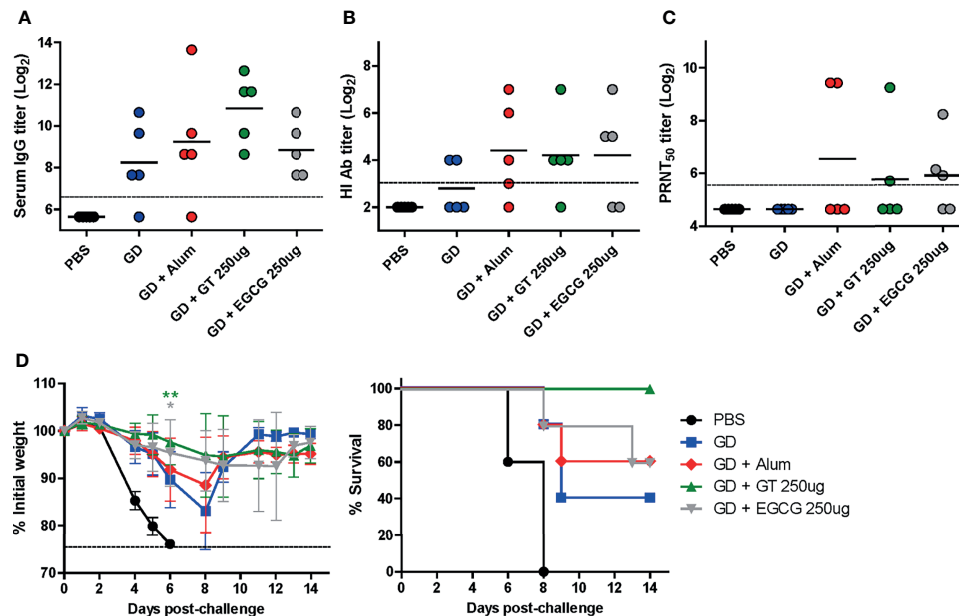 A
Serum IgG titer (Log2)
14
12
10
8
6
PBS
GD
GD + Alum
GD + GT 250ug
GD + EGCG 250ug
B
HI Ab titer (Log2)
8
6
4
2
PBS
GD
GD + Alum
GD + GT 250ug
GD + EGCG 250ug
C
PRNT50 titer (Log2)
10
8
6
4
PBS
GD
GD + Alum
GD + GT 250ug
GD + EGCG 250ug
D
% Initial weight
110
100
90
80
70
**
*
0 2 4 6 8 10 12 14
Days post-challenge
% Survival
100
80
60
40
20
0
0 2 4 6 8 10 12 14
Days post-challenge
PBS
GD
GD + Alum
GD + GT 250ug
GD + EGCG 250ug